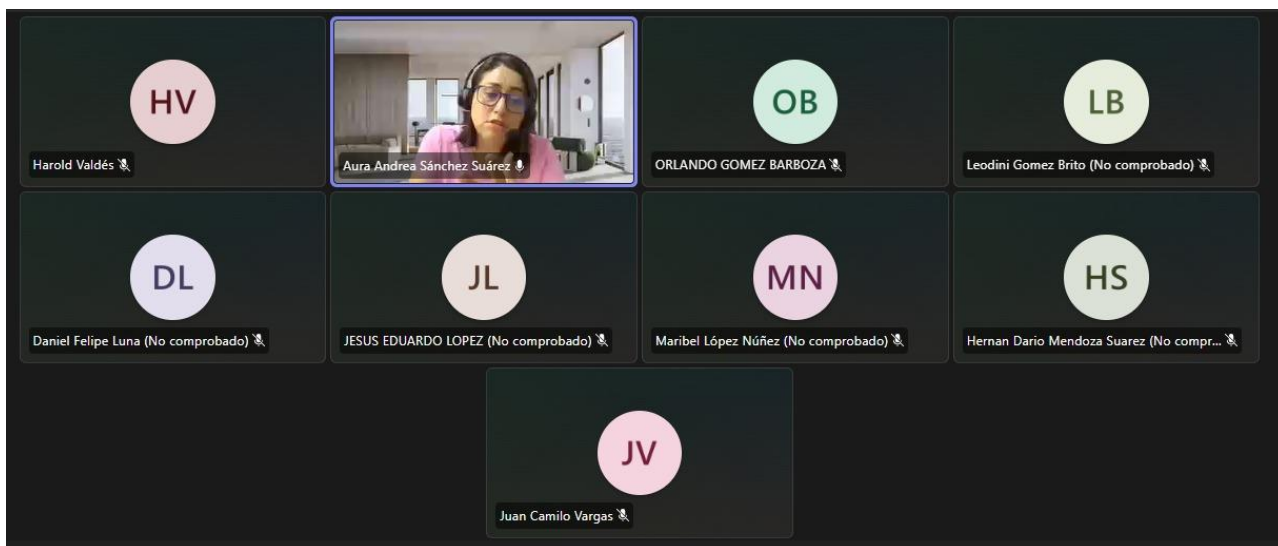 HV
Harold Valdés
Aura Andrea Sánchez Suárez
OB
ORLANDO GOMEZ BARBOZA
LB
Leodini Gomez Brito (No comprobado)
DL
Daniel Felipe Luna (No comprobado)
JL
JESUS EDUARDO LOPEZ (No comprobado)
MN
Maribel López Núñez (No comprobado)
HS
Hernan Dario Mendoza Suarez (No compr...
JV
Juan Camilo Vargas